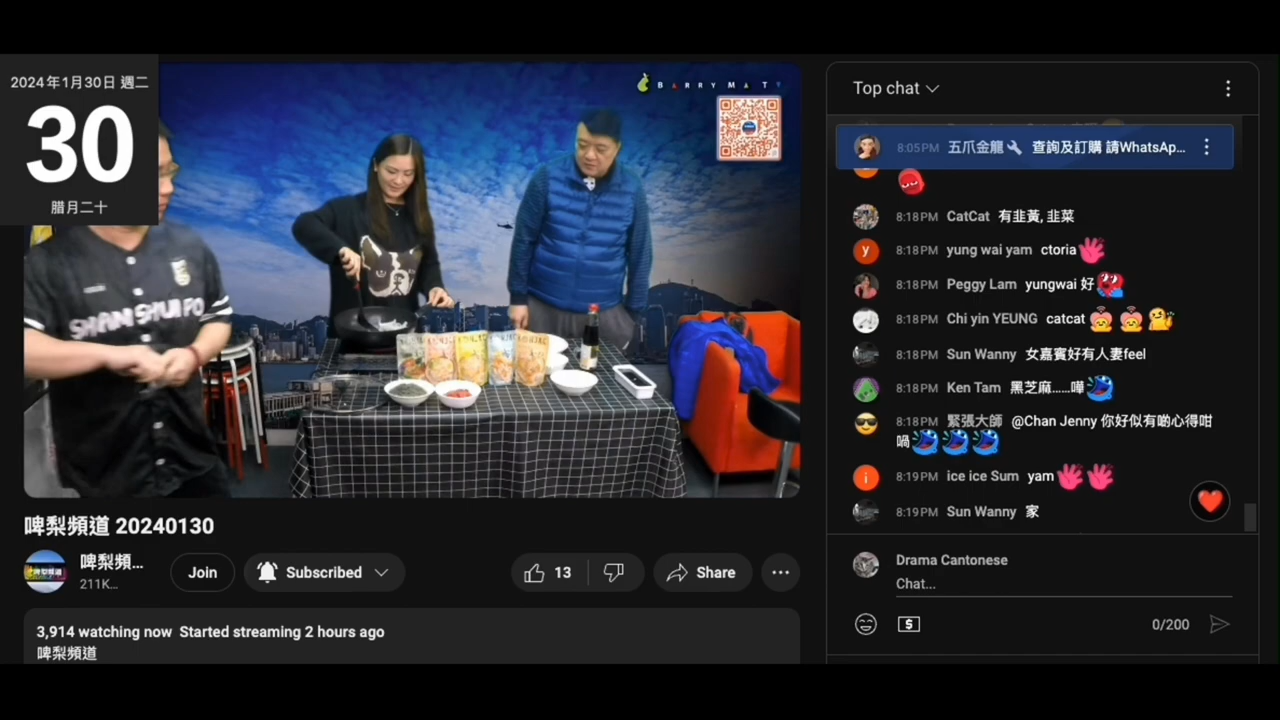 2024年1月30日 週二
30
臘月二十
BARRY MA TV
SHAM SHUI PO
Top chat
8:05PM 五爪金龍 查詢及訂購 請WhatsAp...
8:18PM CatCat 有韭黃, 韭菜
8:18PM yung wai yam ctoria
8:18PM Peggy Lam yungwai 好
8:18PM Chi yin YEUNG catcat
8:18PM Sun Wanny 女嘉賓好有人妻feel
8:18PM Ken Tam 黑芝麻......嘩
8:18PM 緊張大師 @Chan Jenny 你好似有啲心得咁
喎
8:19PM ice ice Sum yam
8:19PM Sun Wanny 家
啤梨頻道 20240130
啤梨頻...
211K...
Join
Subscribed
13
Share
3,914 watching now Started streaming 2 hours ago
啤梨頻道
Drama Cantonese
Chat...
0/200